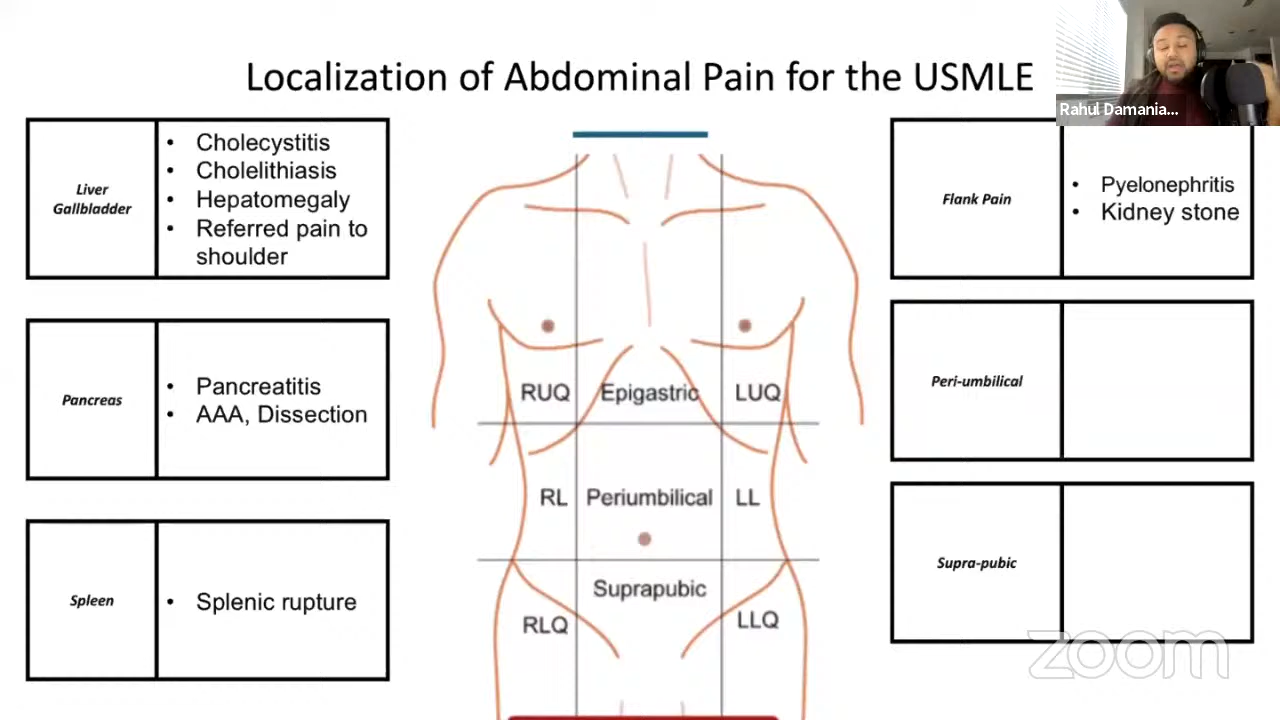 Localization of Abdominal Pain for the USMLE
Rahul Damania...
Liver
Gallbladder
• Cholecystitis
• Cholelithiasis
• Hepatomegaly
• Referred pain to
shoulder
Pancreas
• Pancreatitis
• AAA, Dissection
Spleen
• Splenic rupture
RUQ Epigastric LUQ
RL Periumbilical LL
Suprapubic
RLQ LLQ
Flank Pain
• Pyelonephritis
• Kidney stone
Peri-umbilical
Supra-pubic
zoom